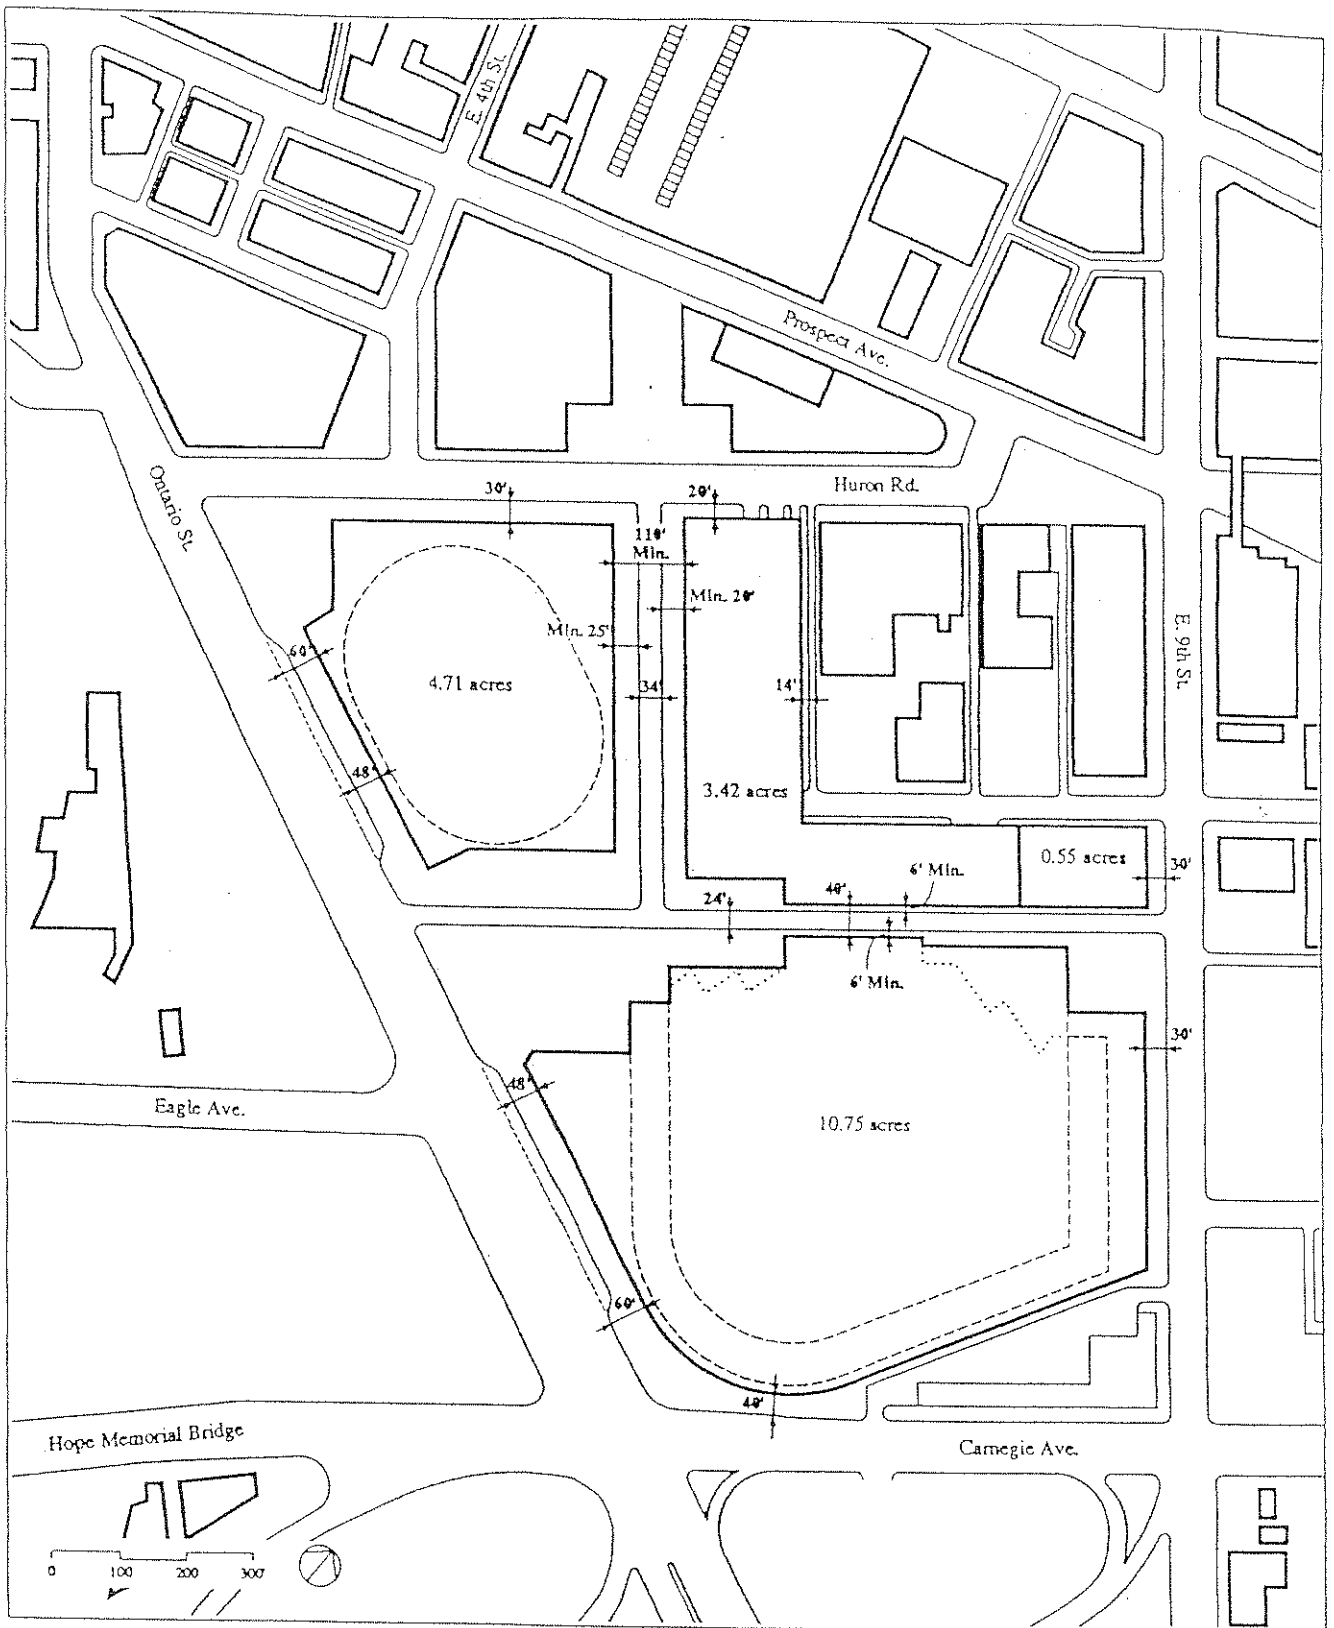 E 4th St.
Prospect Ave.
Ontario St.
Huron Rd.
30'
20'
110'
Min.
Min. 20'
Min. 25'
60'
4.71 acres
34'
14'
E. 9th St.
48'
3.42 acres
0.55 acres
30'
6' Min.
40'
24'
6' Min.
30'
48'
Eagle Ave.
10.75 acres
60'
40'
Hope Memorial Bridge
Carnegie Ave.
0 100 200 300'